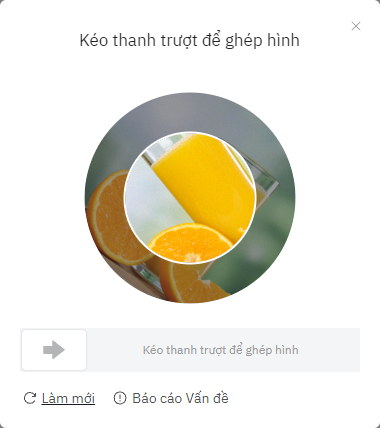 Kéo thanh trượt để ghép hình
Kéo thanh trượt để ghép hình
Làm mới
Báo cáo Vấn đề